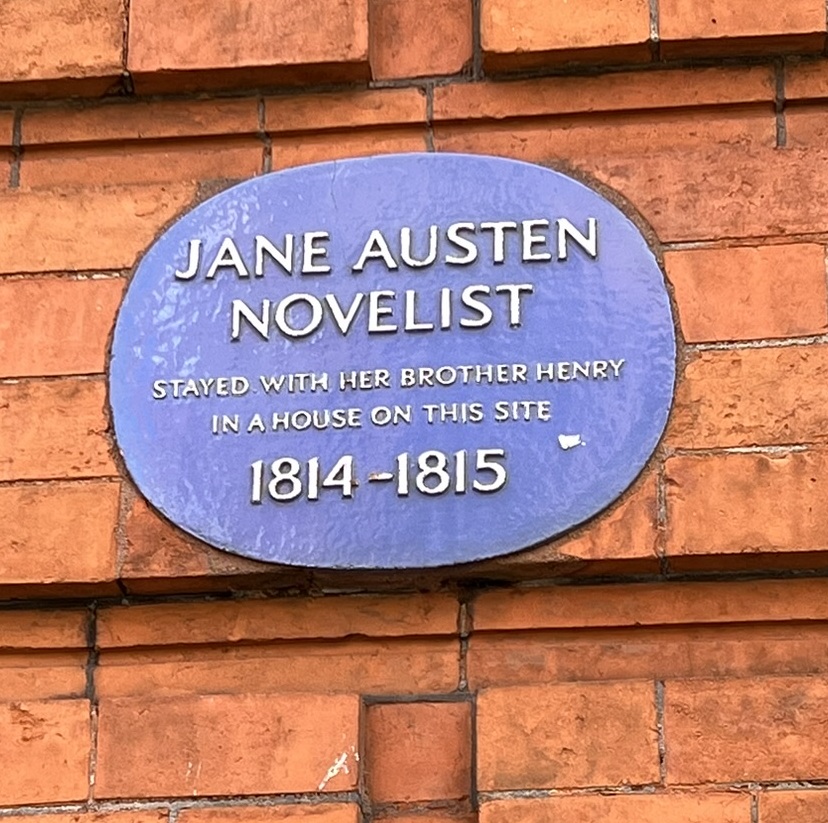 JANE AUSTEN
NOVELIST
STAYED WITH HER BROTHER HENRY
IN A HOUSE ON THIS SITE
1814-1815